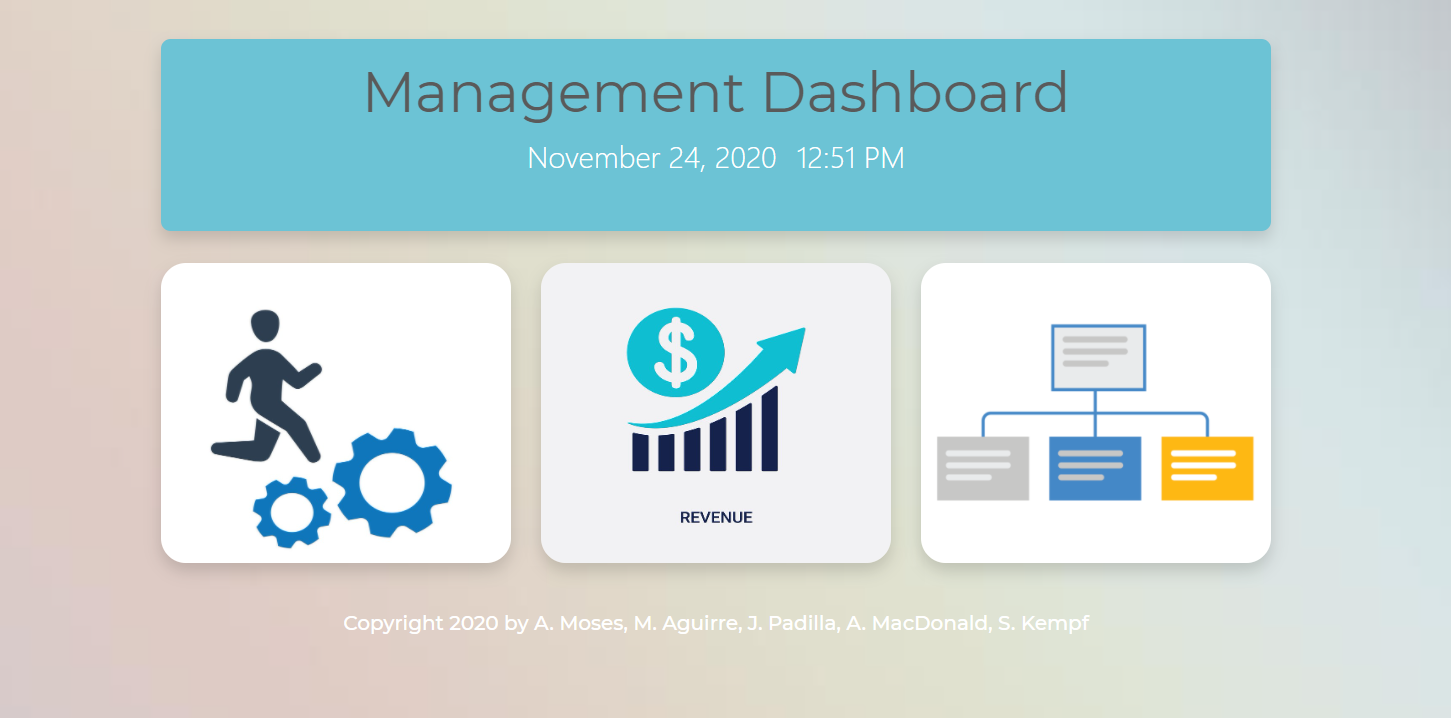 Management Dashboard
November 24, 2020 12:51 PM
$
REVENUE
Copyright 2020 by A. Moses, M. Aguirre, J. Padilla, A. MacDonald, S. Kempf